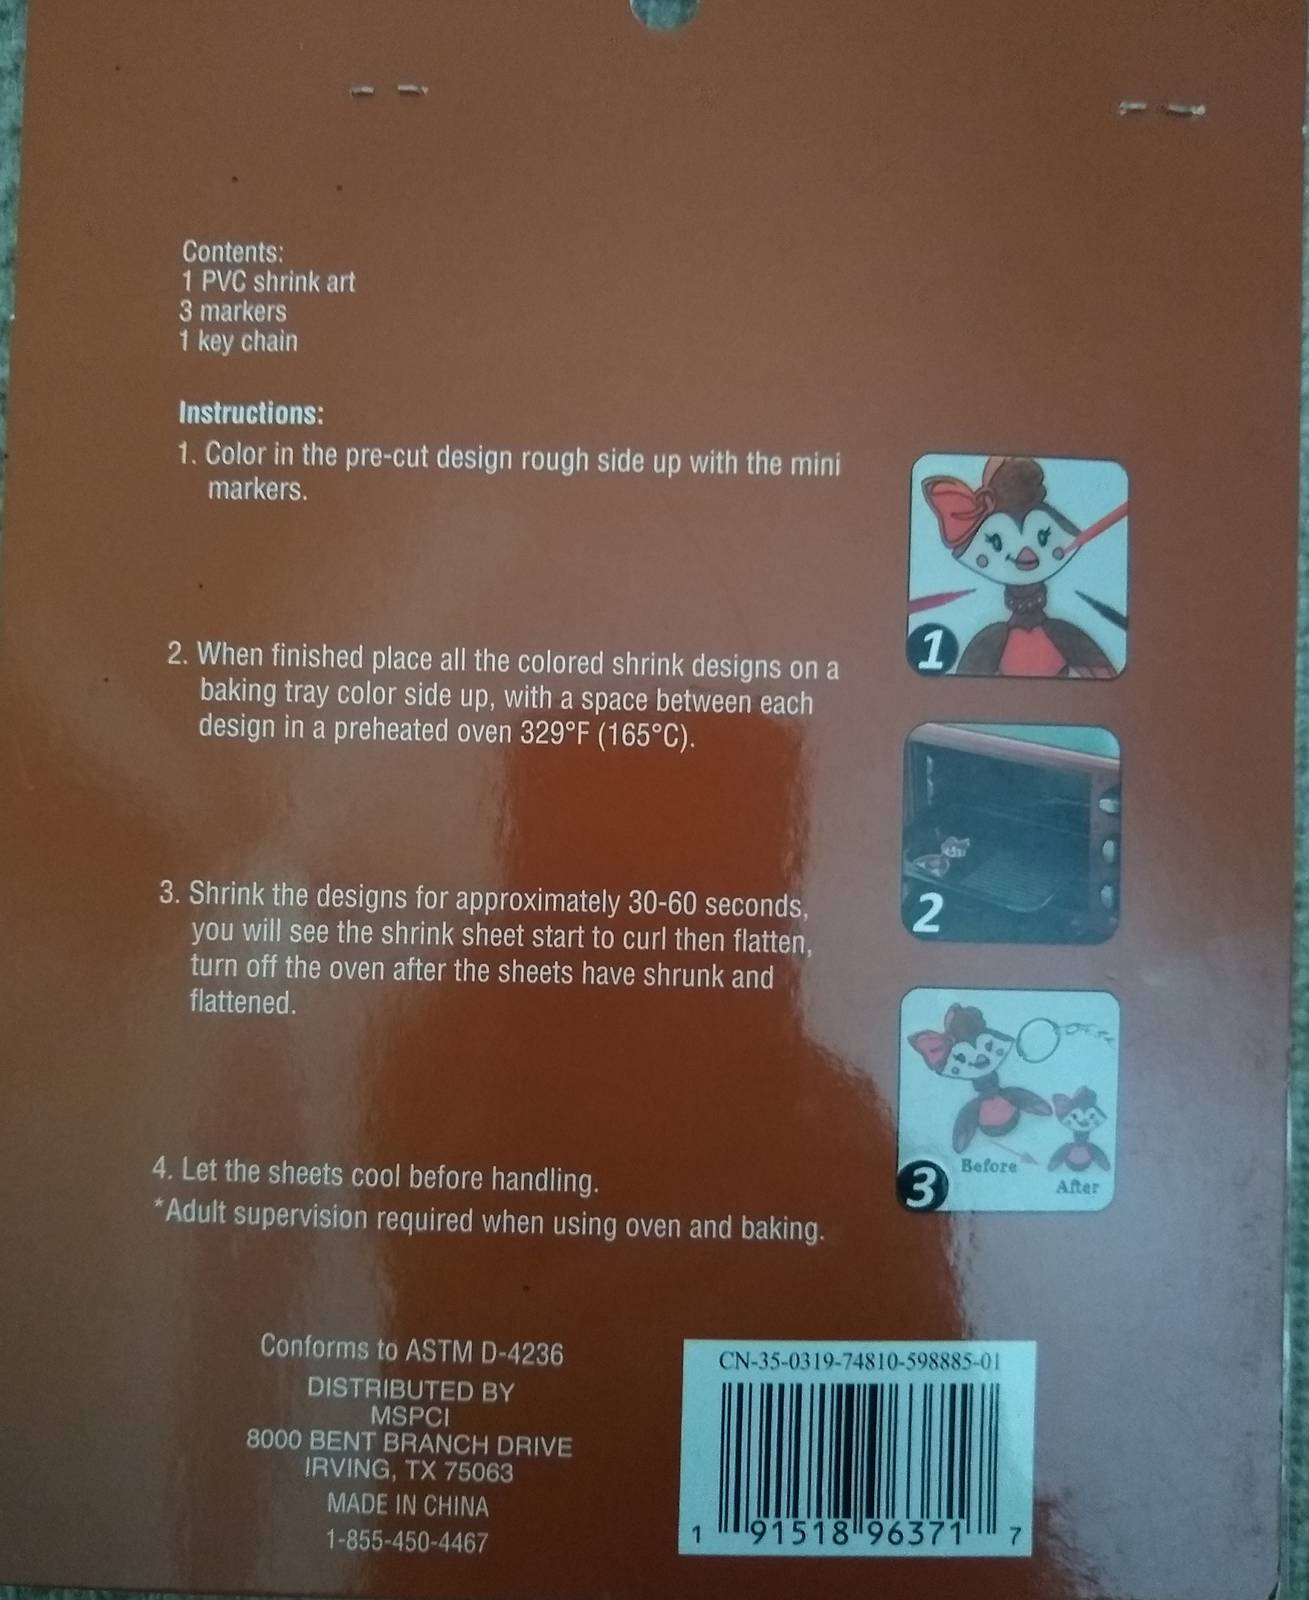 Contents:
1 PVC shrink art
3 markers
1 key chain
Instructions:
1. Color in the pre-cut design rough side up with the mini
markers.
1
2. When finished place all the colored shrink designs on a
baking tray color side up, with a space between each
design in a preheated oven 329°F (165°C).
2
3. Shrink the designs for approximately 30-60 seconds,
you will see the shrink sheet start to curl then flatten,
turn off the oven after the sheets have shrunk and
flattened.
Before
After
3
4. Let the sheets cool before handling.
*Adult supervision required when using oven and baking.
Conforms to ASTM D-4236
DISTRIBUTED BY
MSPCI
8000 BENT BRANCH DRIVE
IRVING, TX 75063
MADE IN CHINA
1-855-450-4467
CN-35-0319-74810-598885-01
1 91518 96371 7